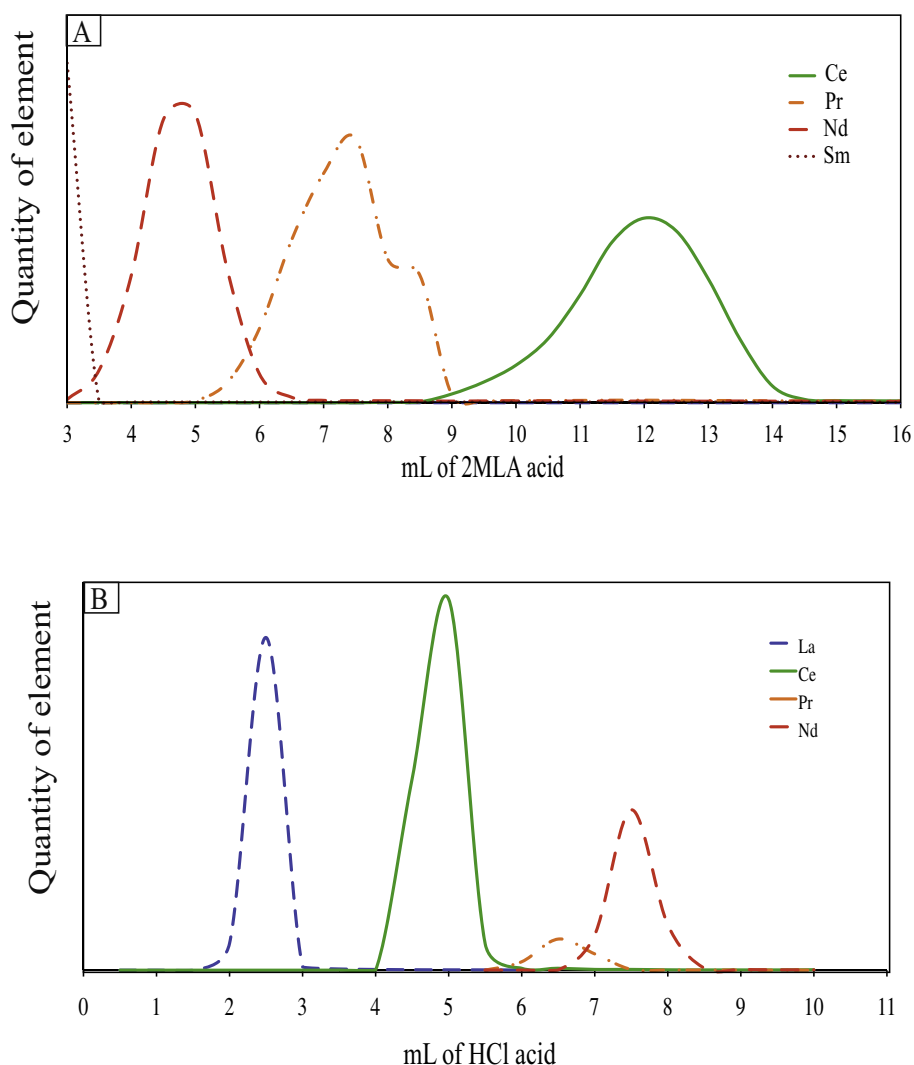 A
Quantity of element
Ce
Pr
Nd
Sm
3 4 5 6 7 8 9 10 11 12 13 14 15 16
mL of 2MLA acid
B
Quantity of element
La
Ce
Pr
Nd
0 1 2 3 4 5 6 7 8 9 10 11
mL of HCl acid